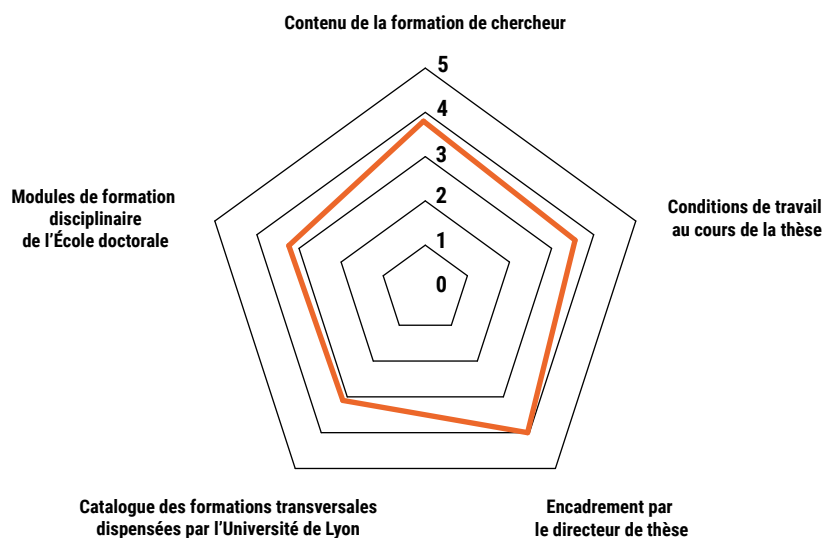 Contenu de la formation de chercheur
5
4
3
2
1
0
Modules de formation
disciplinaire
de l’École doctorale
Conditions de travail
au cours de la thèse
Catalogue des formations transversales
dispensées par l’Université de Lyon
Encadrement par
le directeur de thèse